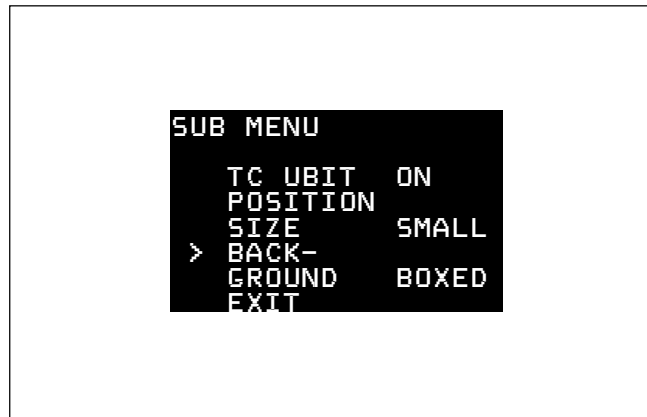 SUB MENU
TC UBIT ON
POSITION
SIZE SMALL
> BACK-
GROUND BOXED
EXIT